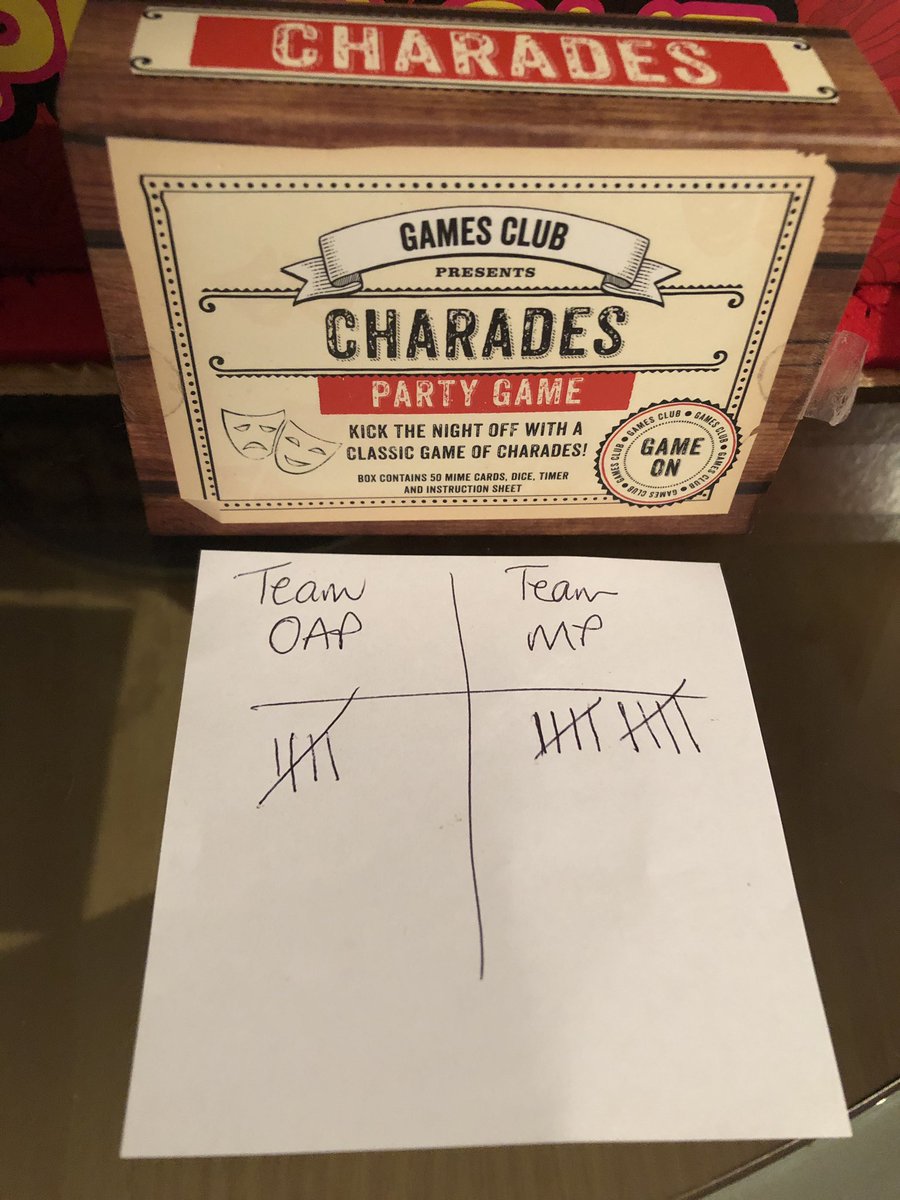 CHARADES
GAMES CLUB
PRESENTS
CHARADES
PARTY GAME
KICK THE NIGHT OFF WITH A
CLASSIC GAME OF CHARADES!
BOX CONTAINS 50 MIME CARDS, DICE, TIMER
AND INSTRUCTION SHEET
GAMES CLUB • GAMES CLUB • GAMES CLUB • GAMES CLUB •
GAME
ON
Team
OAP
Team
MP